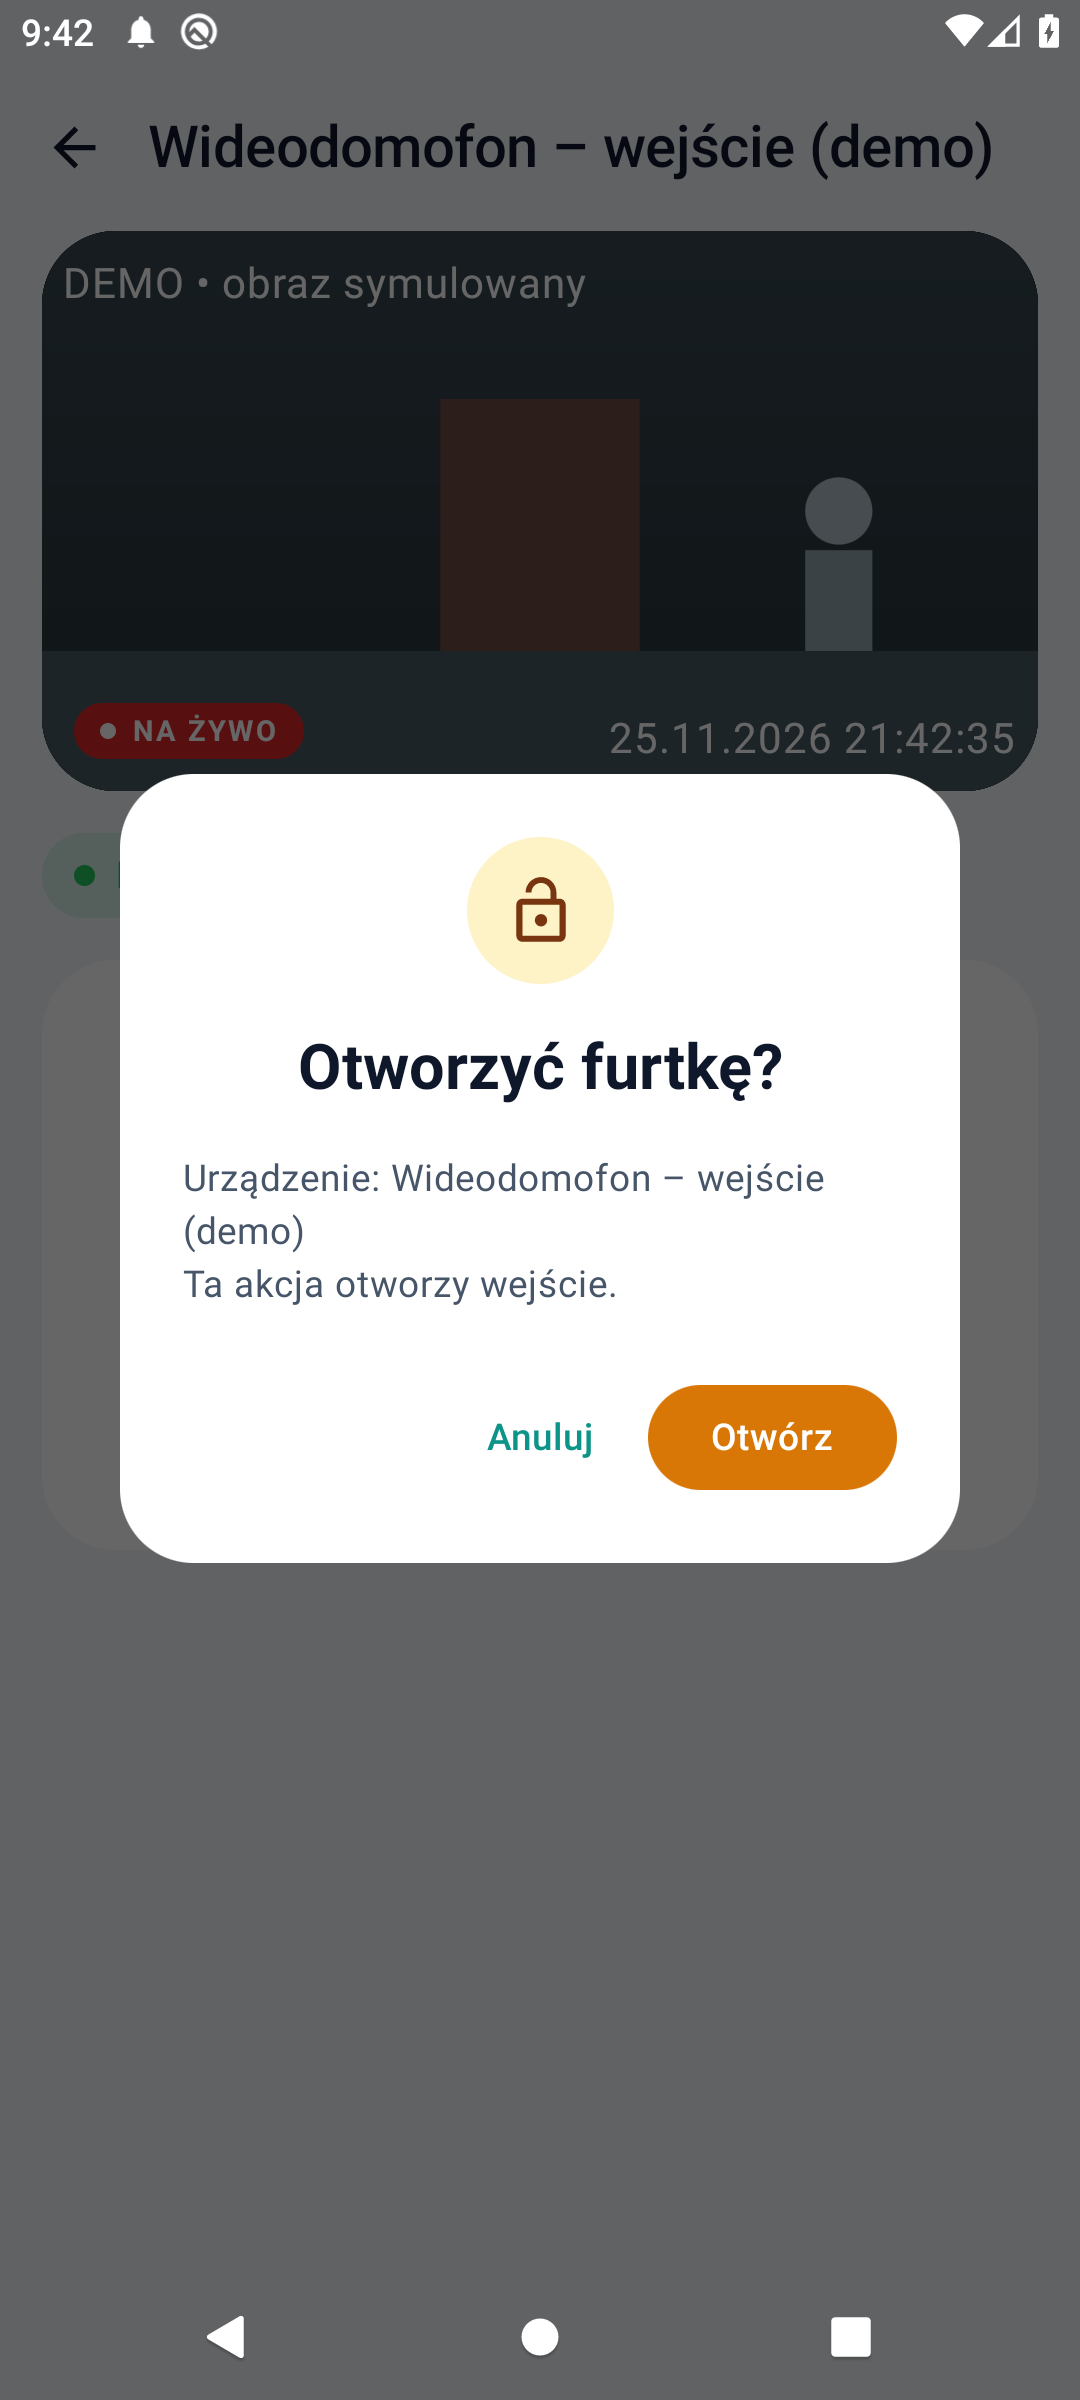 9:42
Wideodomofon – wejście (demo)
DEMO • obraz symulowany
NA ŻYWO
25.11.2026 21:42:35
Otworzyć furtkę?
Urządzenie: Wideodomofon – wejście
(demo)
Ta akcja otworzy wejście.
Anuluj
Otwórz